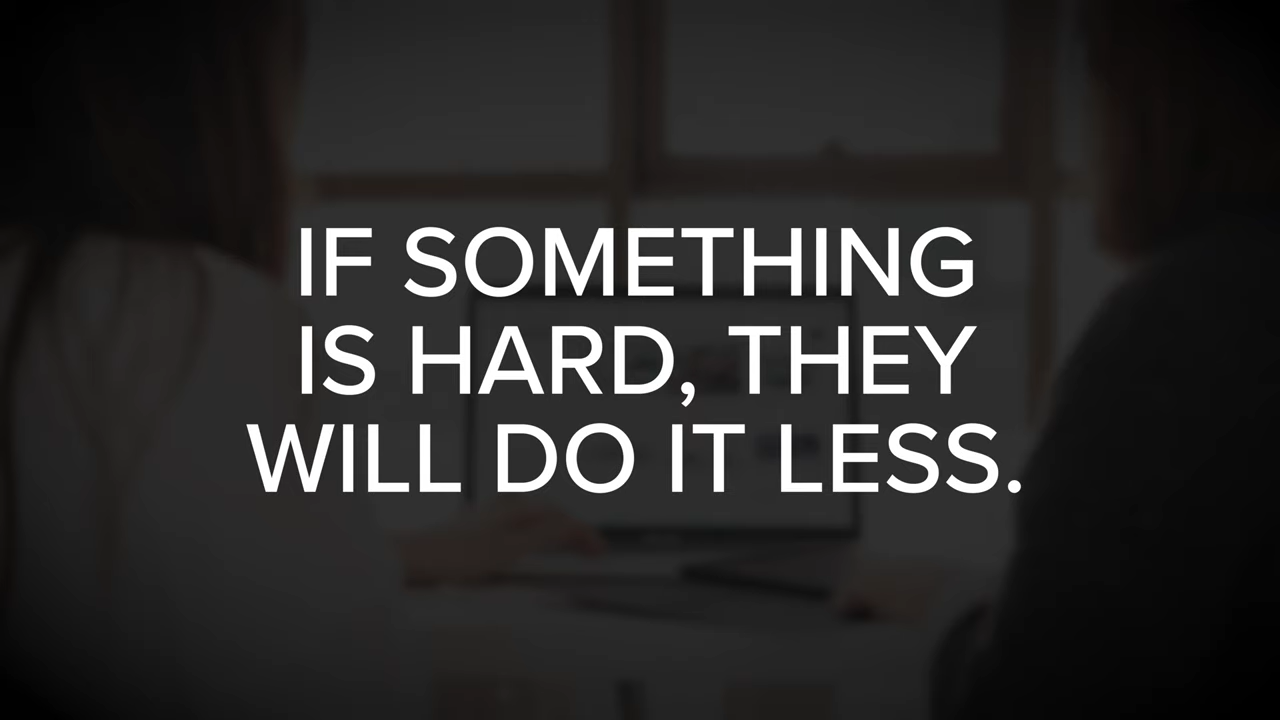 IF SOMETHING
IS HARD, THEY
WILL DO IT LESS.